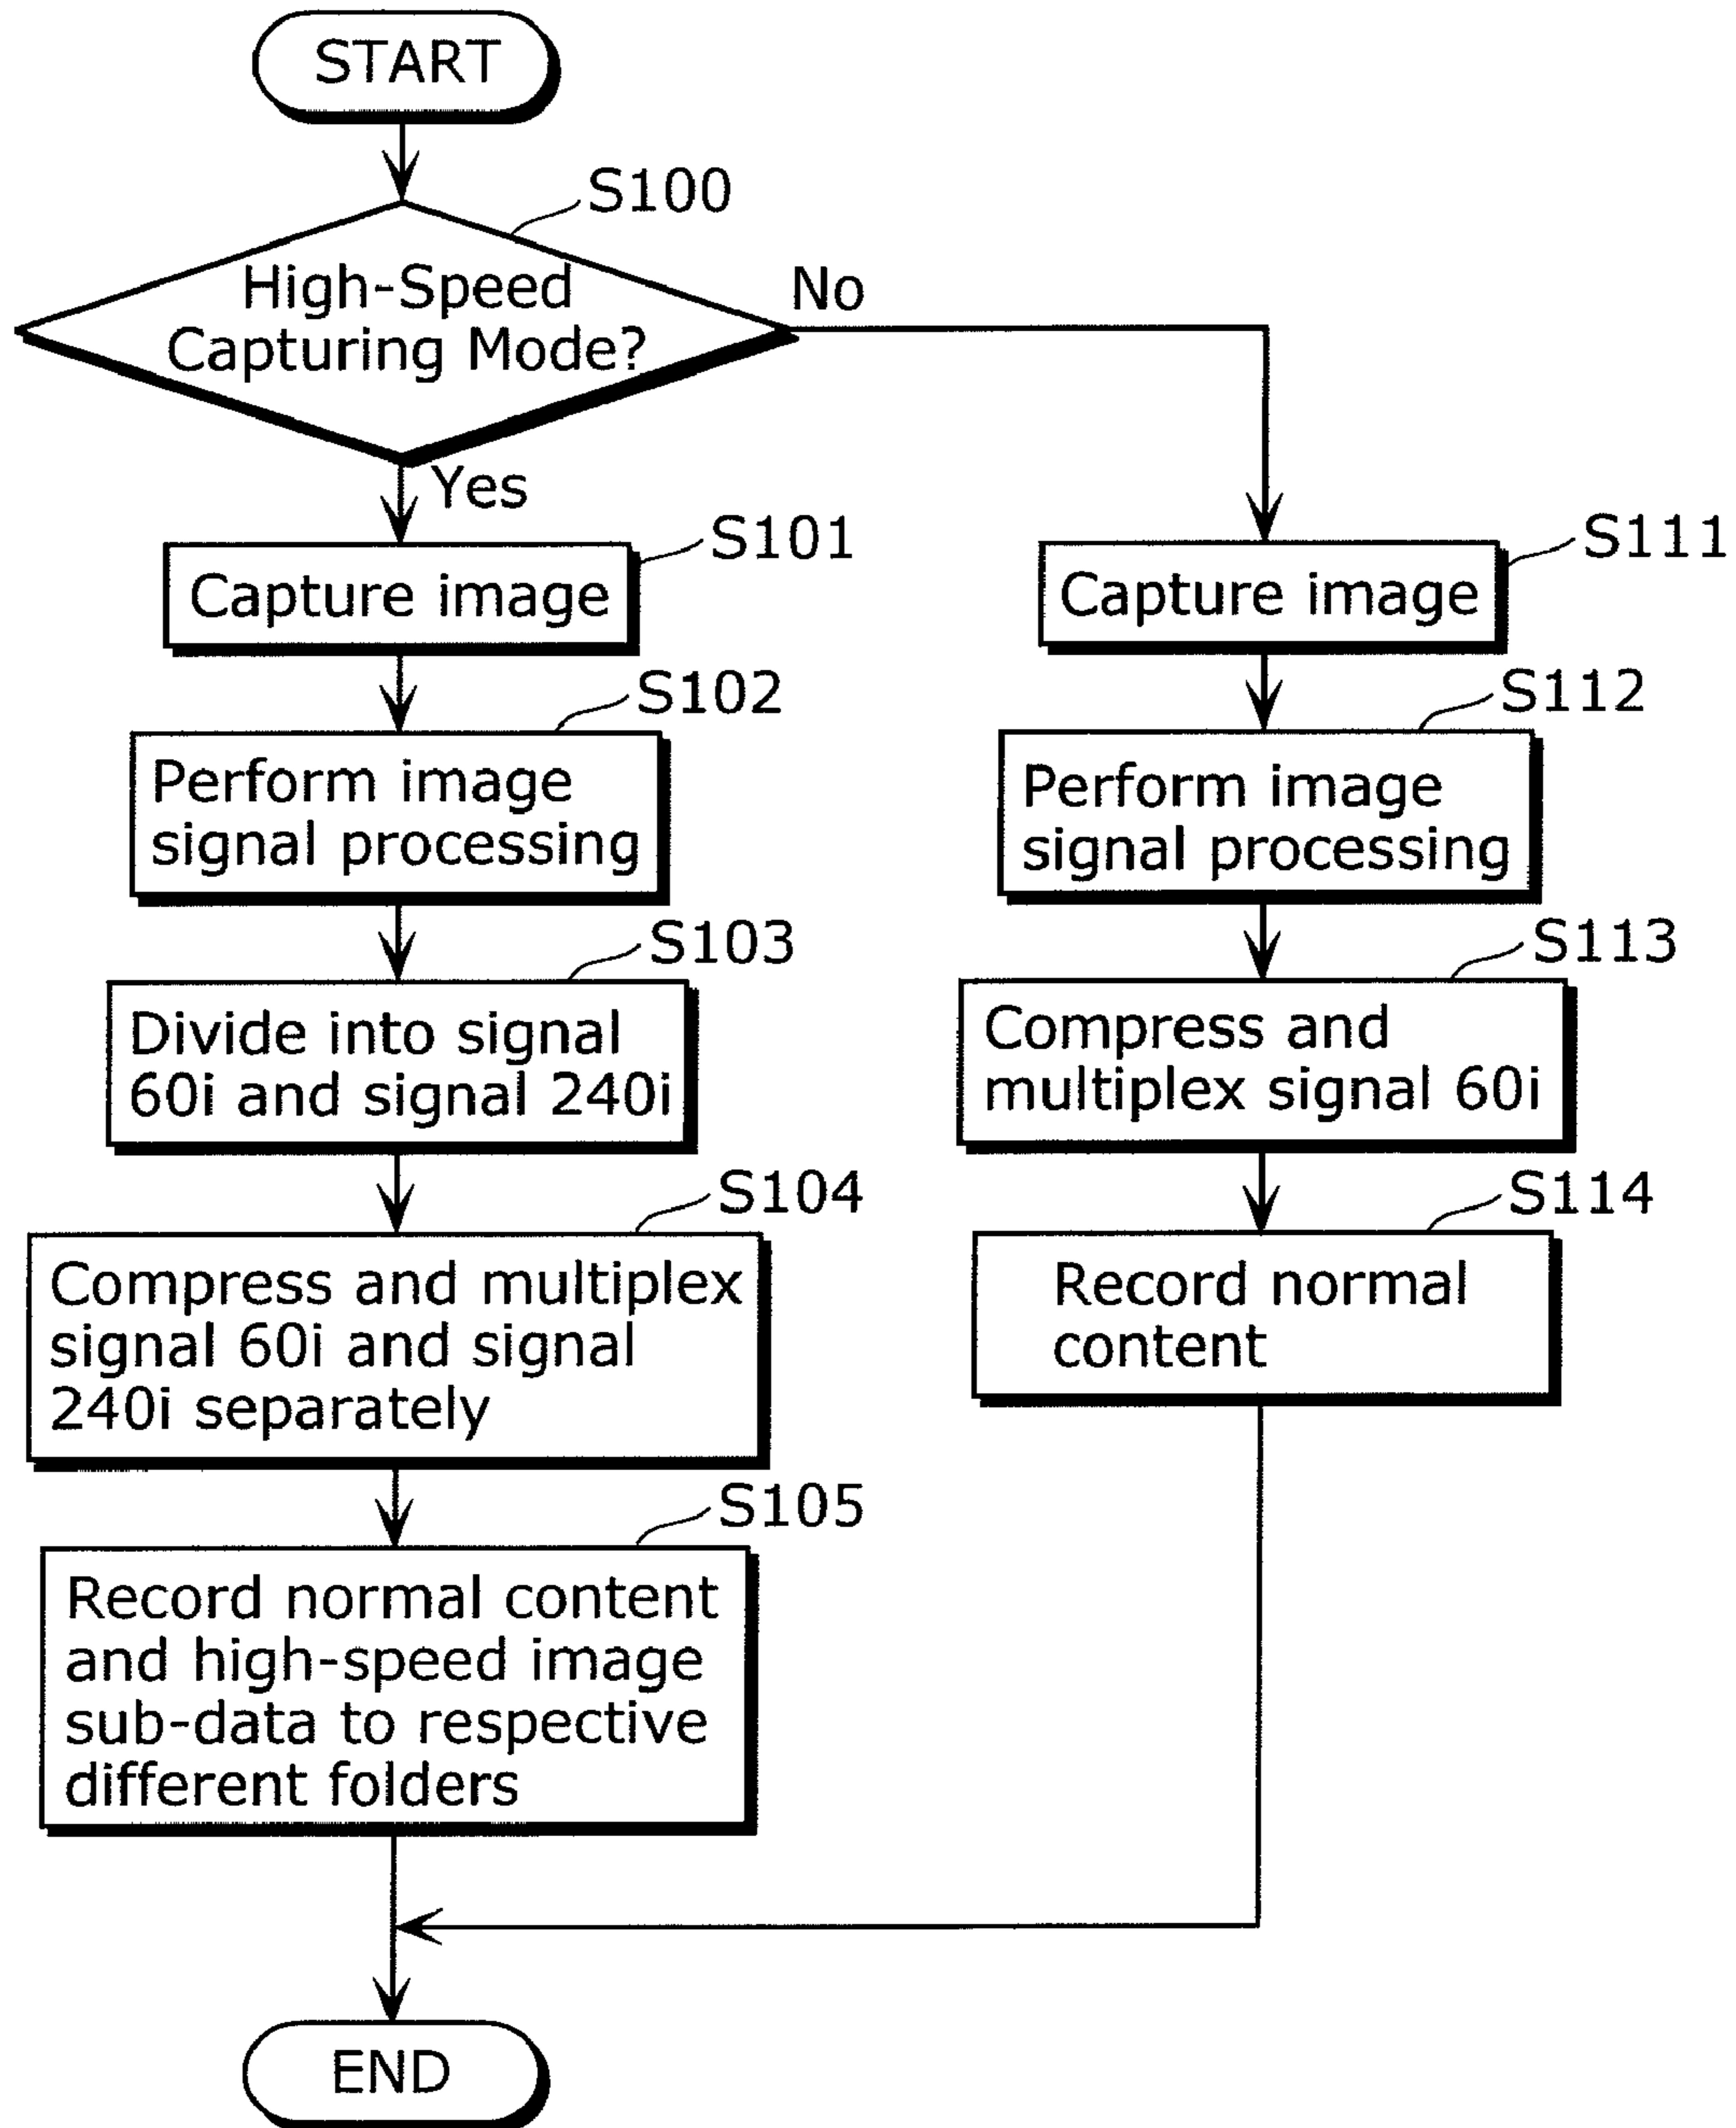 START
S100
High-Speed
Capturing Mode?
No
Yes
S101
Capture image
S102
Perform image
signal processing
S103
Divide into signal
60i and signal 240i
S104
Compress and multiplex
signal 60i and signal
240i separately
S105
Record normal content
and high-speed image
sub-data to respective
different folders
S111
Capture image
S112
Perform image
signal processing
S113
Compress and
multiplex signal 60i
S114
Record normal
content
END